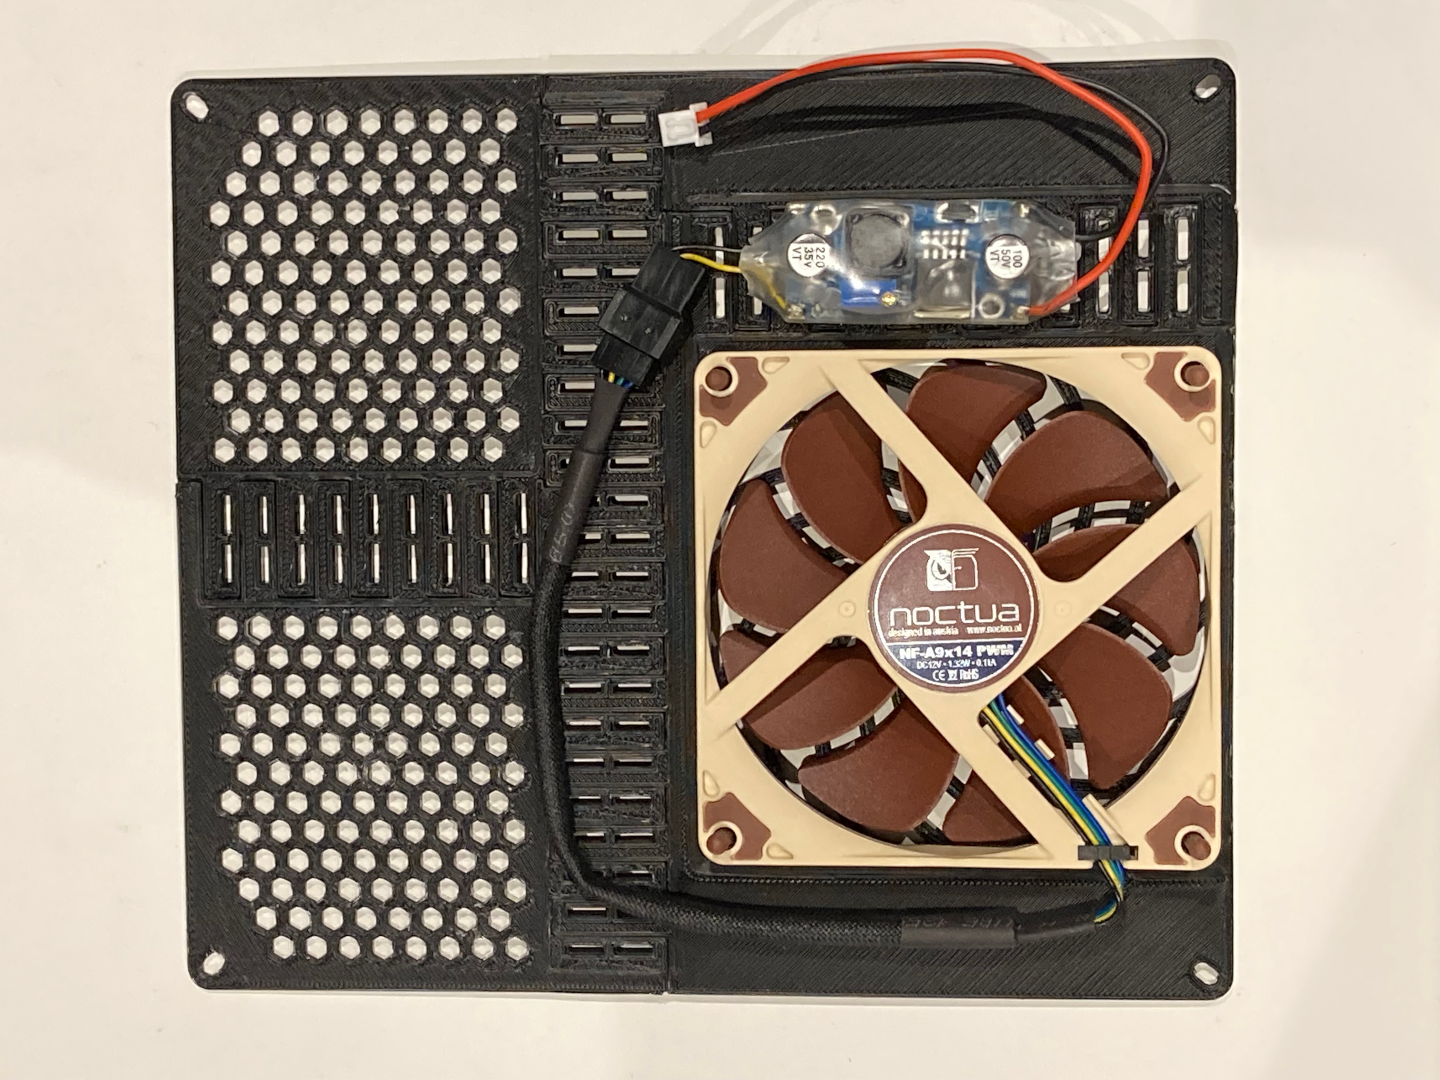 220
35V
VT
100
50V
VT
noctua
designed in austria www.noctua.at
NF-A9x14 PWM
DC12V • 1.32W • 0.11A
CE RoHS